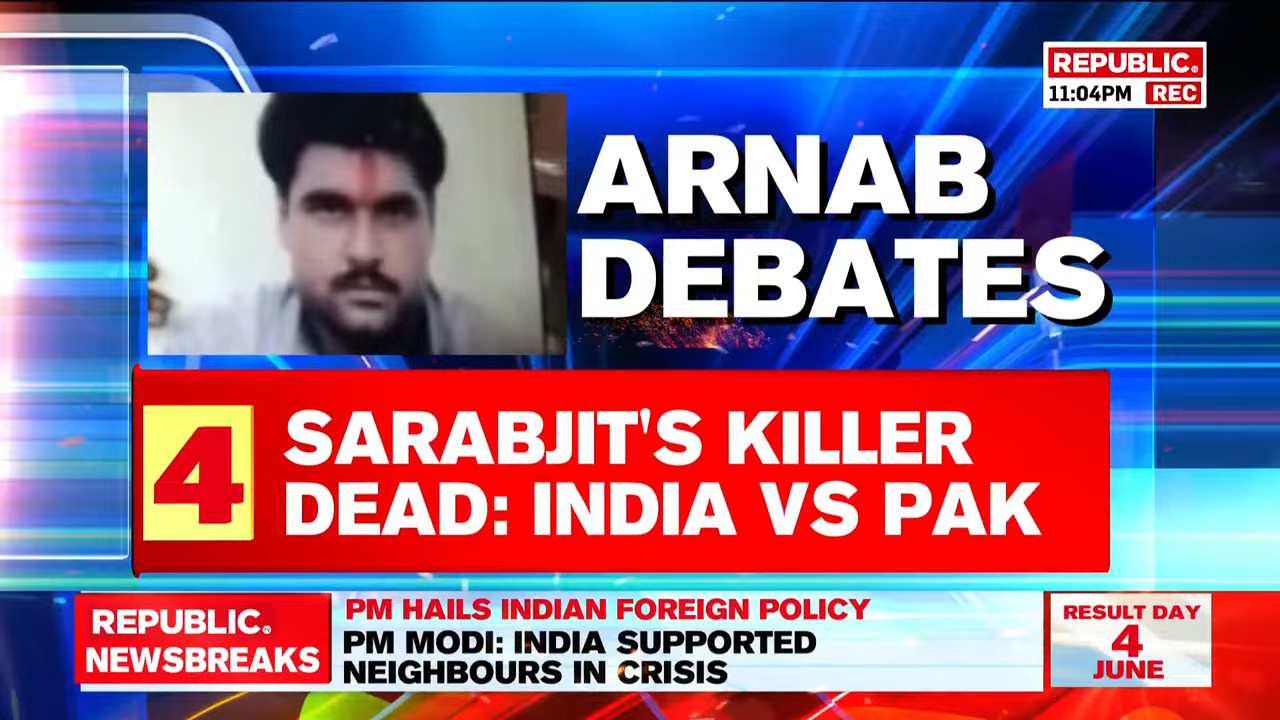 REPUBLIC.
11:04PM REC
ARNAB
DEBATES
4
SARABJIT'S KILLER
DEAD: INDIA VS PAK
REPUBLIC.
NEWSBREAKS
PM HAILS INDIAN FOREIGN POLICY
PM MODI: INDIA SUPPORTED
NEIGHBOURS IN CRISIS
RESULT DAY
4
JUNE